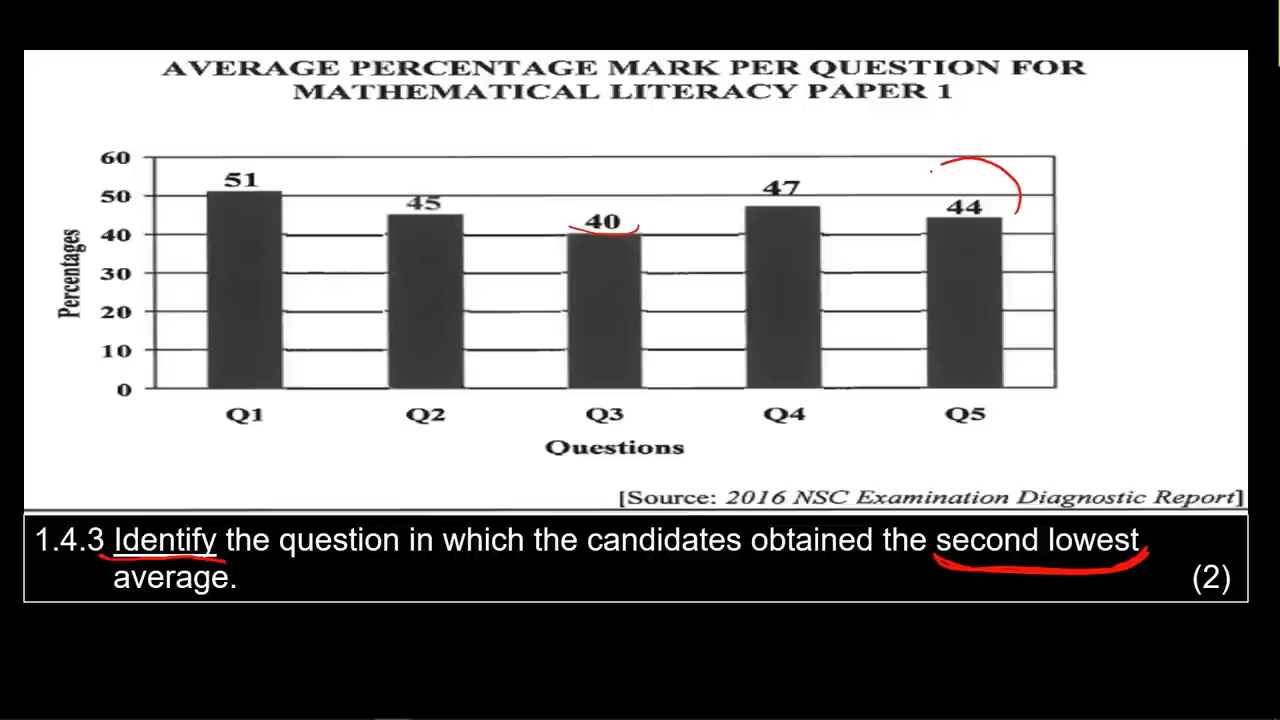 AVERAGE PERCENTAGE MARK PER QUESTION FOR
MATHEMATICAL LITERACY PAPER 1
60
50
40
30
20
10
0
Percentages
51
45
40
47
44
Q1 Q2 Q3 Q4 Q5
Questions
[Source: 2016 NSC Examination Diagnostic Report]
1.4.3 Identify the question in which the candidates obtained the second lowest
average. (2)